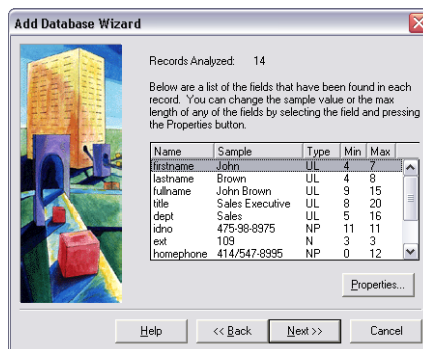 Add Database Wizard
Records Analyzed: 14
Below are a list of the fields that have been found in each
record. You can change the sample value or the max
length of any of the fields by selecting the field and pressing
the Properties button.
Name Sample Type Min Max
firstname John UL 4 7
lastname Brown UL 4 8
fullname John Brown UL 9 15
title Sales Executive UL 8 20
dept Sales UL 5 16
idno 475-98-8975 NP 11 11
ext 109 N 3 3
homephone 414/547-8995 NP 0 12
Properties...
Help << Back Next >> Cancel